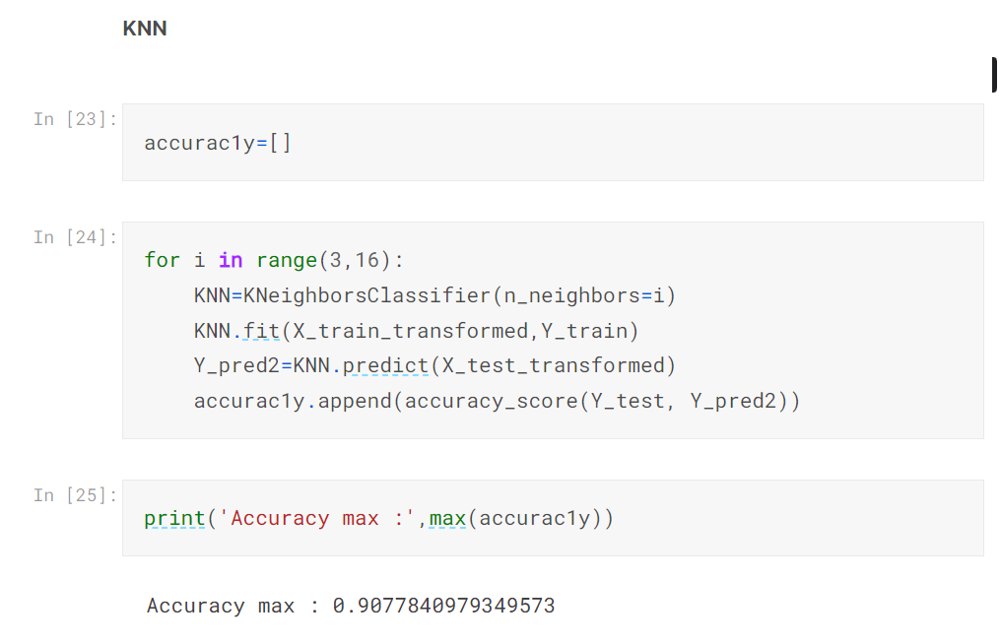 KNN
In [23]:
accurac1y=[]
In [24]:
for i in range(3,16):
    KNN=KNeighborsClassifier(n_neighbors=i)
    KNN.fit(X_train_transformed,Y_train)
    Y_pred2=KNN.predict(X_test_transformed)
    accurac1y.append(accuracy_score(Y_test, Y_pred2))
In [25]:
print('Accuracy max :',max(accurac1y))
Accuracy max : 0.9077840979349573